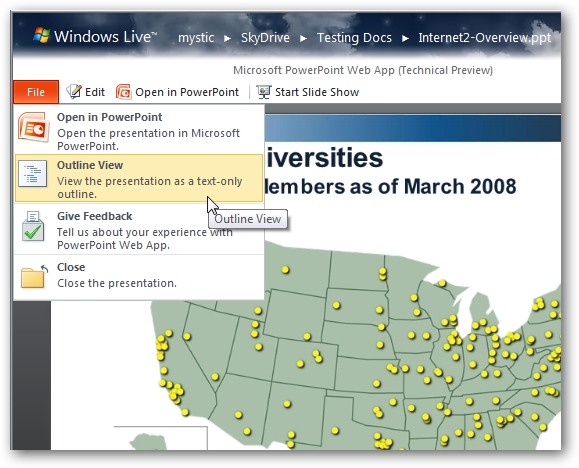 Windows Live™ mystic ▸ SkyDrive ▸ Testing Docs ▸ Internet2-Overview.ppt
Microsoft PowerPoint Web App (Technical Preview)
File Edit Open in PowerPoint Start Slide Show
Open in PowerPoint
Open the presentation in Microsoft
PowerPoint.
Outline View
View the presentation as a text-only
outline.
Outline View
Give Feedback
Tell us about your experience with
PowerPoint Web App.
Close
Close the presentation.
iversities
embers as of March 2008